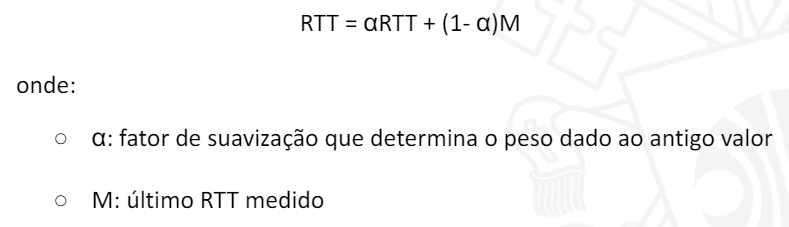 RTT = αRTT + (1- α)M
onde:
○ α: fator de suavização que determina o peso dado ao antigo valor
○ M: último RTT medido